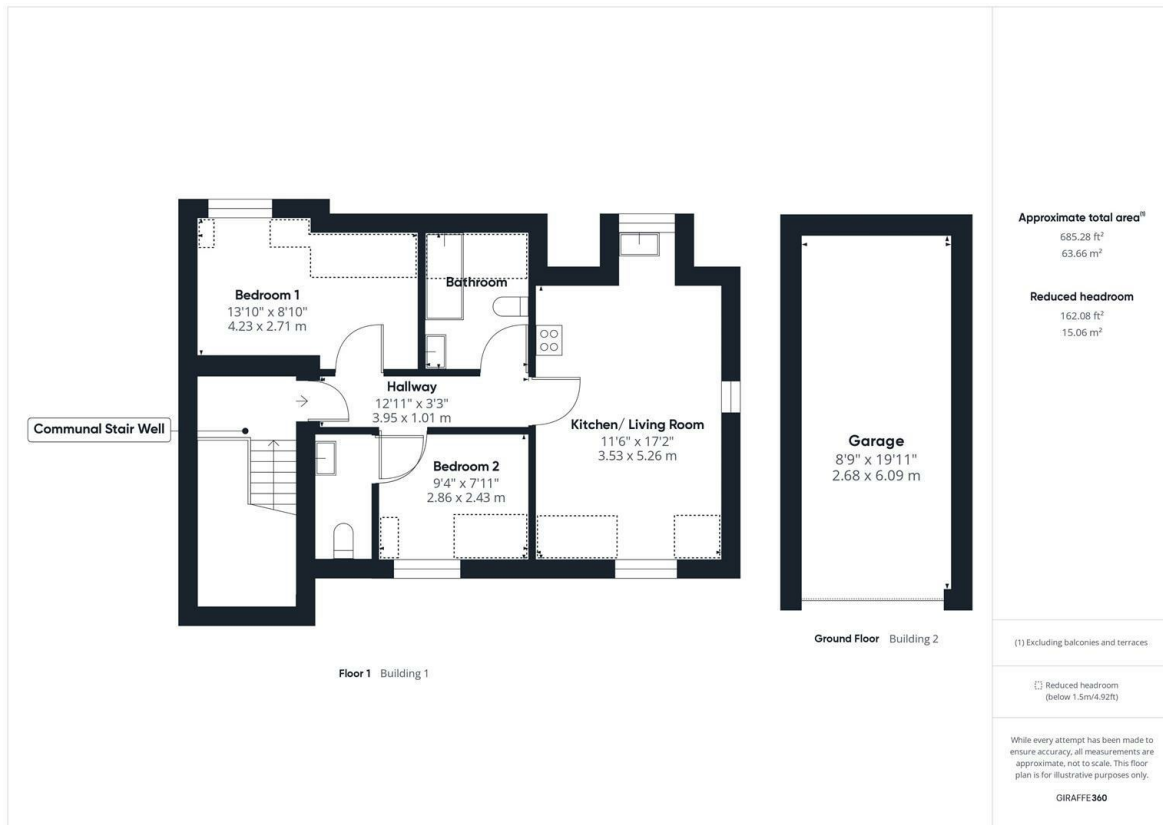 Bedroom 1
13'10" x 8'10"
4.23 x 2.71 m
Bathroom
Hallway
12'11" x 3'3"
3.95 x 1.01 m
Communal Stair Well
Kitchen/ Living Room
11'6" x 17'2"
3.53 x 5.26 m
Bedroom 2
9'4" x 7'11"
2.86 x 2.43 m
Floor 1 Building 1
Garage
8'9" x 19'11"
2.68 x 6.09 m
Ground Floor Building 2
Approximate total area(1)
685.28 ft²
63.66 m²
Reduced headroom
162.08 ft²
15.06 m²
(1) Excluding balconies and terraces
Reduced headroom
(below 1.5m/4.92ft)
While every attempt has been made to
ensure accuracy, all measurements are
approximate, not to scale. This floor
plan is for illustrative purposes only.
GIRAFFE360